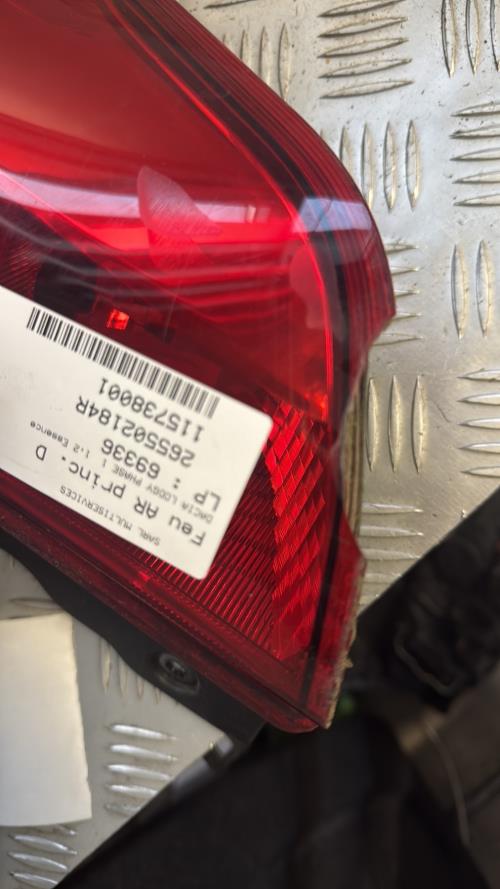 SARL MULTISERVICES
Feu AR princ. D
DACIA LODGY PHASE 1 1.2 Essence
LP : 69336
265502184R
115738001